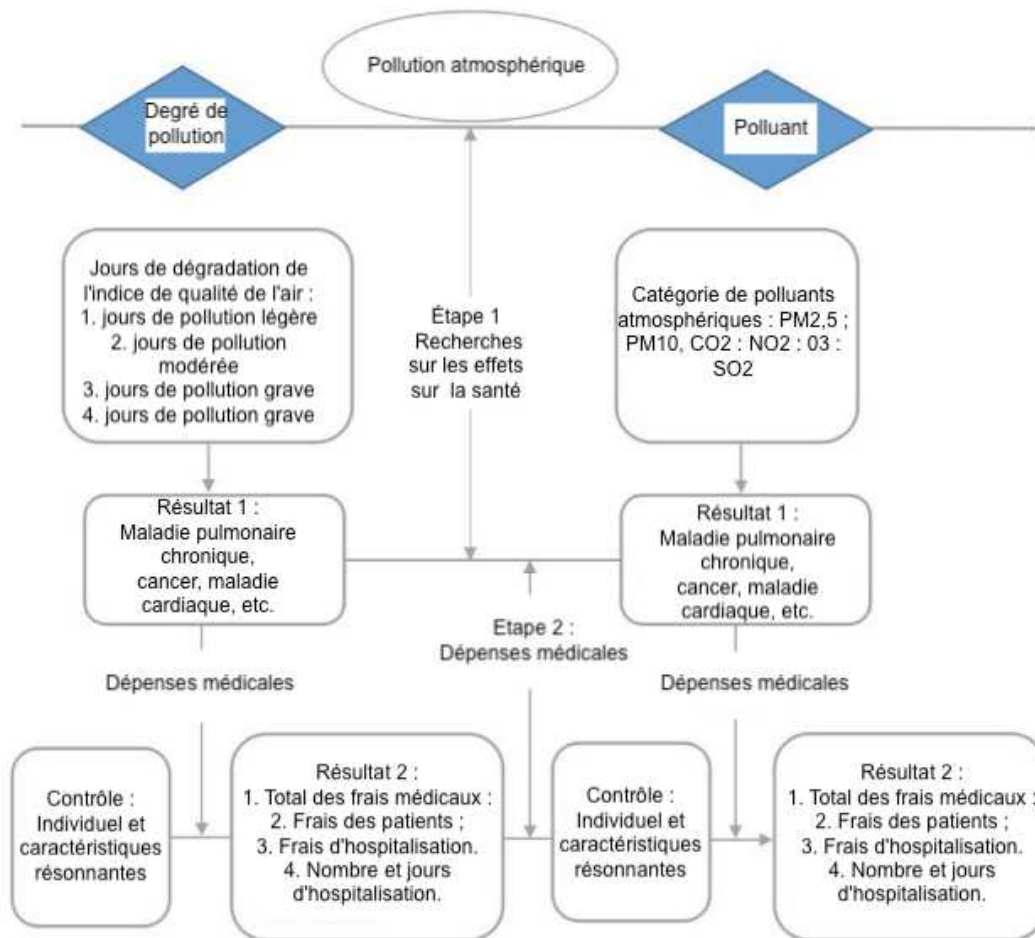 Pollution atmosphérique
Degré de
pollution
Polluant
Jours de dégradation de
l'indice de qualité de l'air :
1. jours de pollution légère
2. jours de pollution
modérée
3. jours de pollution grave
4. jours de pollution grave
Étape 1
Recherches
sur les effets
sur la santé
Catégorie de polluants
atmosphériques : PM2,5 ;
PM10, CO2 : NO2 : 03 :
SO2
Résultat 1 :
Maladie pulmonaire
chronique,
cancer, maladie
cardiaque, etc.
Résultat 1 :
Maladie pulmonaire
chronique,
cancer, maladie
cardiaque, etc.
Etape 2 :
Dépenses médicales
Dépenses médicales
Dépenses médicales
Contrôle :
Individuel et
caractéristiques
résonnantes
Résultat 2 :
1. Total des frais médicaux :
2. Frais des patients ;
3. Frais d'hospitalisation.
4. Nombre et jours
d'hospitalisation.
Contrôle :
Individuel et
caractéristiques
résonnantes
Résultat 2 :
1. Total des frais médicaux :
2. Frais des patients ;
3. Frais d'hospitalisation.
4. Nombre et jours
d'hospitalisation.